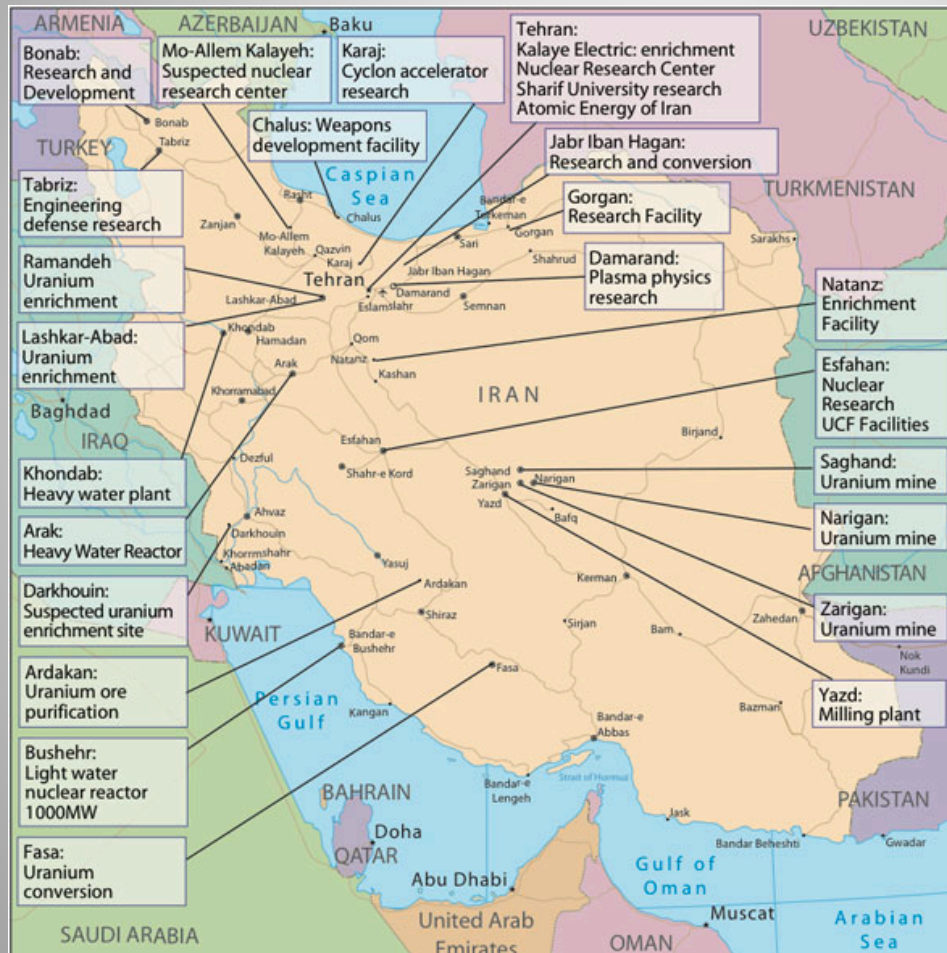 ARMENIA
AZERBAIJAN
Baku
UZBEKISTAN
Bonab:
Research and
Development
Mo-Allem Kalayeh:
Suspected nuclear
research center
Karaj:
Cyclon accelerator
research
Tehran:
Kalaye Electric: enrichment
Nuclear Research Center
Sharif University research
Atomic Energy of Iran
Chalus: Weapons
development facility
Jabr Iban Hagan:
Research and conversion
TURKEY
Bonab
Tabriz
Caspian
Sea
TURKMENISTAN
Tabriz:
Engineering
defense research
Gorgan:
Research Facility
Rasht
Zanjan
Chalus
Bandar-e
Turkeman
Gorgan
Sari
Shahrud
Sarakhs
Mo-Allem
Kalayeh
Qazvin
Karaj
Tehran
Jabr Iban Hagan
Damarand
Eslamslahr
Semnan
Damarand:
Plasma physics
research
Ramandeh
Uranium
enrichment
Lashkar-Abad
Natanz:
Enrichment
Facility
Lashkar-Abad:
Uranium
enrichment
Khondab
Hamadan
Qom
Natanz
Kashan
Arak
Khorramabad
IRAN
Esfahan:
Nuclear
Research
UCF Facilities
Baghdad
IRAQ
Birjand
Esfahan
Dezful
Shahr-e Kord
Saghand
Zarigan
Narigan
Yazd
Bafq
Saghand:
Uranium mine
Khondab:
Heavy water plant
Narigan:
Uranium mine
Arak:
Heavy Water Reactor
Ahvaz
Darkhouin
Khorrmshahr
Abadan
Yasuj
Ardakan
Kerman
AFGHANISTAN
Darkhouin:
Suspected uranium
enrichment site
KUWAIT
Shiraz
Sirjan
Bam
Zahedan
Zarigan:
Uranium mine
Bandar-e
Bushehr
Nok
Kundi
Ardakan:
Uranium ore
purification
Persian
Gulf
Fasa
Kangan
Bazman
Yazd:
Milling plant
Bandar-e
Abbas
Bushehr:
Light water
nuclear reactor
1000MW
BAHRAIN
Bandar-e
Lengeh
Strait of Hurmual
PAKISTAN
Jask
Bandar Beheshti
Gwadar
Doha
QATAR
Fasa:
Uranium
conversion
Abu Dhabi
Gulf of
Oman
Muscat
United Arab
Emirates
OMAN
Arabian
Sea
SAUDI ARABIA